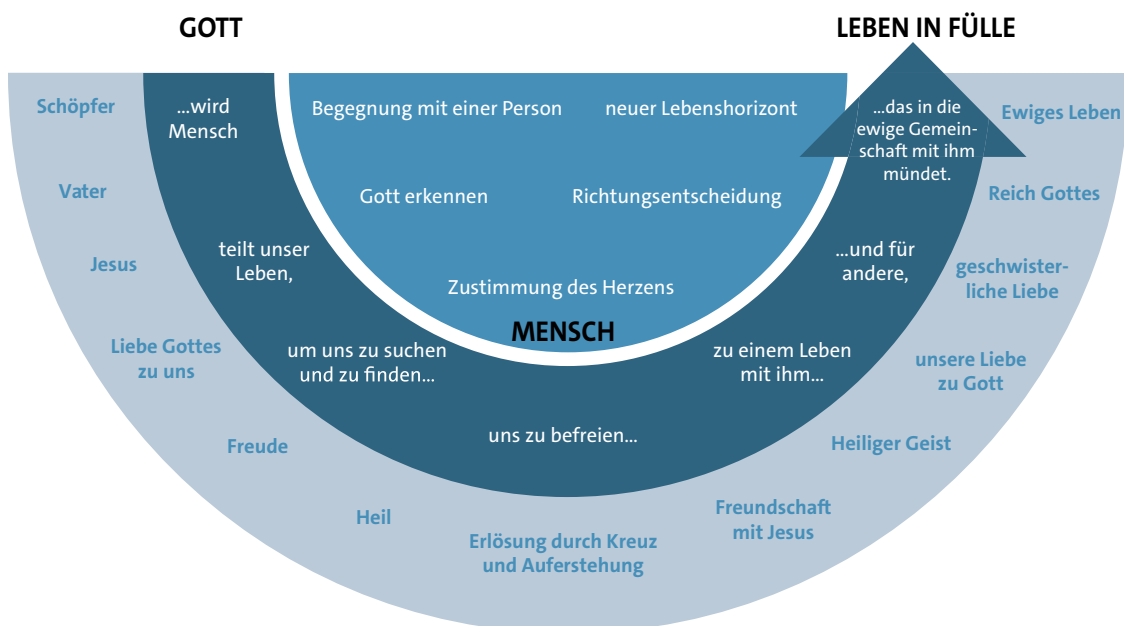 GOTT
LEBEN IN FÜLLE
Schöpfer
Vater
Jesus
Liebe Gottes
zu uns
Freude
Heil
Erlösung durch Kreuz
und Auferstehung
Freundschaft
mit Jesus
Heiliger Geist
unsere Liebe
zu Gott
geschwister-
liche Liebe
Reich Gottes
Ewiges Leben
...wird
Mensch
teilt unser
Leben,
um uns zu suchen
und zu finden...
uns zu befreien...
zu einem Leben
mit ihm...
...und für
andere,
...das in die
ewige Gemein-
schaft mit ihm
mündet.
Begegnung mit einer Person
neuer Lebenshorizont
Gott erkennen
Richtungsentscheidung
Zustimmung des Herzens
MENSCH